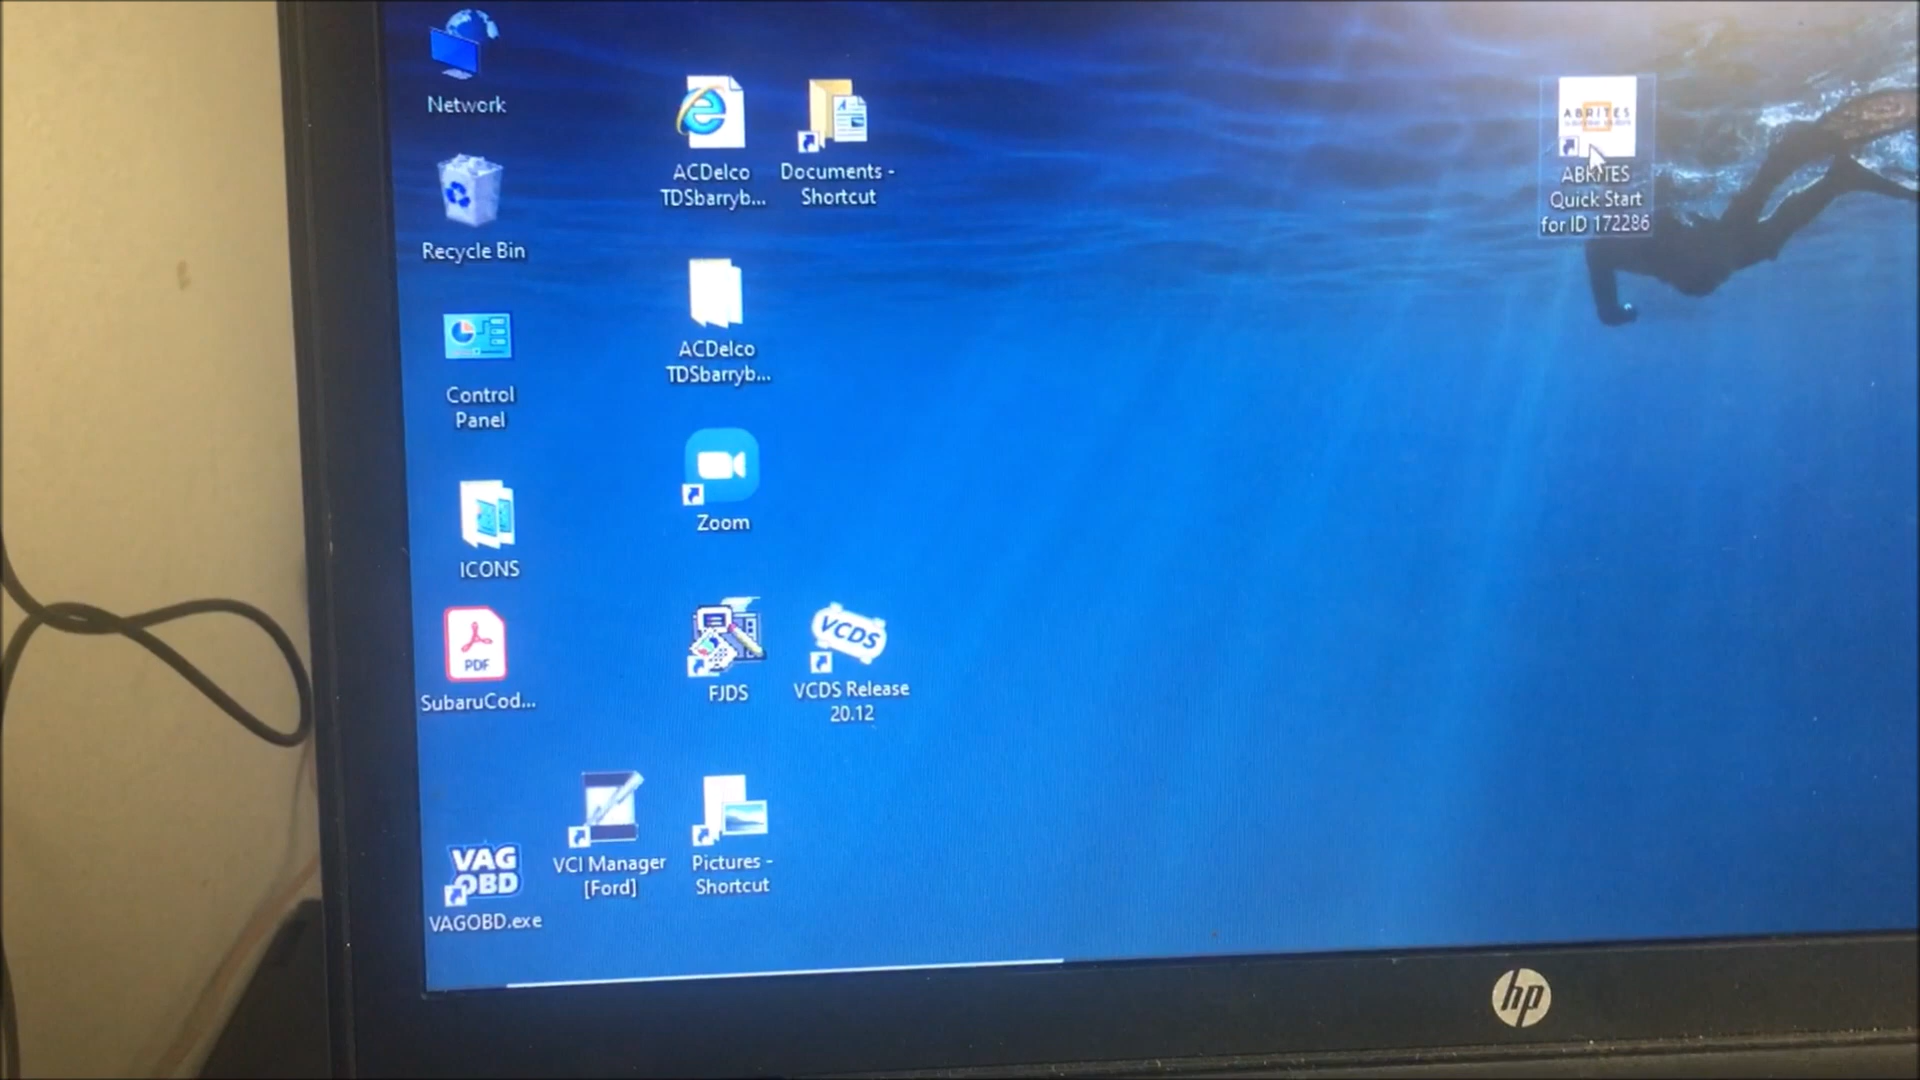 Network
Recycle Bin
Control
Panel
ICONS
PDF
SubaruCod...
VAG
OBD
VAGOBD.exe
VCI Manager
[Ford]
ACDelco
TDSbarryb...
ACDelco
TDSbarryb...
Zoom
FJDS
Pictures -
Shortcut
Documents -
Shortcut
VCDS
VCDS Release
20.12
ABRITES
ABRITES
Quick Start
for ID 172286
hp